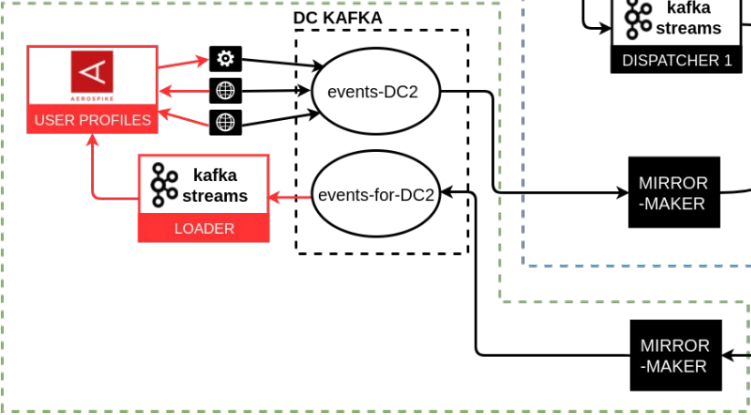 DC KAFKA
kafka
streams
DISPATCHER 1
AEROSPIKE
USER PROFILES
events-DC2
kafka
streams
LOADER
events-for-DC2
MIRROR
-MAKER
MIRROR
-MAKER